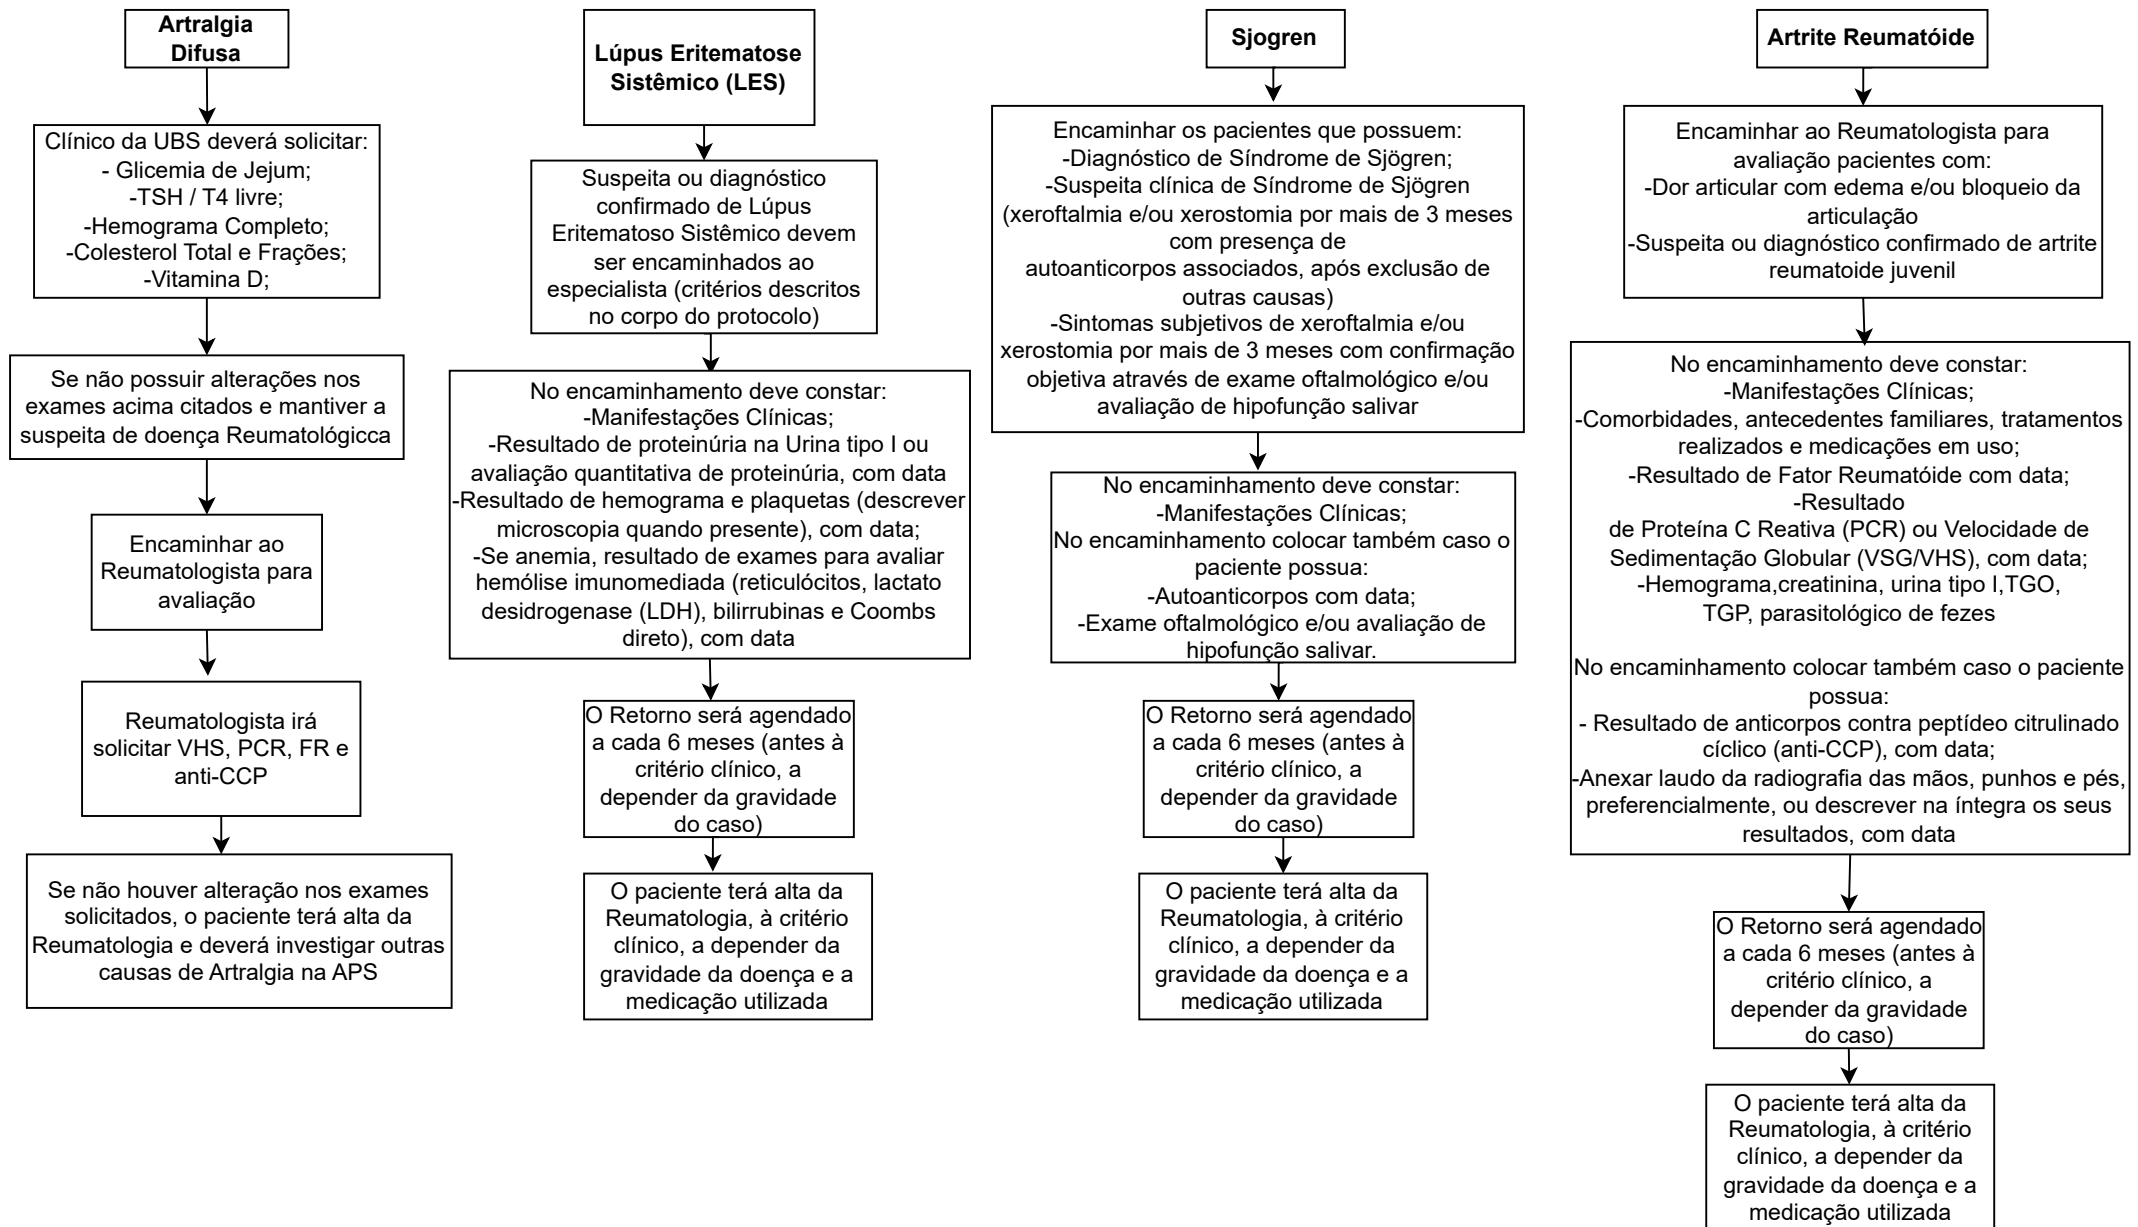 Artralgia
Difusa
Clínico da UBS deverá solicitar:
- Glicemia de Jejum;
-TSH / T4 livre;
-Hemograma Completo;
-Colesterol Total e Frações;
-Vitamina D;
Se não possuir alterações nos
exames acima citados e mantiver a
suspeita de doença Reumatológicca
Encaminhar ao
Reumatologista para
avaliação
Reumatologista irá
solicitar VHS, PCR, FR e
anti-CCP
Se não houver alteração nos exames
solicitados, o paciente terá alta da
Reumatologia e deverá investigar outras
causas de Artralgia na APS
Lúpus Eritematose
Sistêmico (LES)
Suspeita ou diagnóstico
confirmado de Lúpus
Eritematoso Sistêmico devem
ser encaminhados ao
especialista (critérios descritos
no corpo do protocolo)
No encaminhamento deve constar:
-Manifestações Clínicas;
-Resultado de proteinúria na Urina tipo I ou
avaliação quantitativa de proteinúria, com data
-Resultado de hemograma e plaquetas (descrever
microscopia quando presente), com data;
-Se anemia, resultado de exames para avaliar
hemólise imunomediada (reticulócitos, lactato
desidrogenase (LDH), bilirrubinas e Coombs
direto), com data
O Retorno será agendado
a cada 6 meses (antes à
critério clínico, a
depender da gravidade
do caso)
O paciente terá alta da
Reumatologia, à critério
clínico, a depender da
gravidade da doença e a
medicação utilizada
Sjogren
Encaminhar os pacientes que possuem:
-Diagnóstico de Síndrome de Sjögren;
-Suspeita clínica de Síndrome de Sjögren
(xeroftalmia e/ou xerostomia por mais de 3 meses
com presença de
autoanticorpos associados, após exclusão de
outras causas)
-Sintomas subjetivos de xeroftalmia e/ou
xerostomia por mais de 3 meses com confirmação
objetiva através de exame oftalmológico e/ou
avaliação de hipofunção salivar
No encaminhamento deve constar:
-Manifestações Clínicas;
No encaminhamento colocar também caso o
paciente possua:
-Autoanticorpos com data;
-Exame oftalmológico e/ou avaliação de
hipofunção salivar.
O Retorno será agendado
a cada 6 meses (antes à
critério clínico, a
depender da gravidade
do caso)
O paciente terá alta da
Reumatologia, à critério
clínico, a depender da
gravidade da doença e a
medicação utilizada
Artrite Reumatóide
Encaminhar ao Reumatologista para
avaliação pacientes com:
-Dor articular com edema e/ou bloqueio da
articulação
-Suspeita ou diagnóstico confirmado de artrite
reumatoide juvenil
No encaminhamento deve constar:
-Manifestações Clínicas;
-Comorbidades, antecedentes familiares, tratamentos
realizados e medicações em uso;
-Resultado de Fator Reumatóide com data;
-Resultado
de Proteína C Reativa (PCR) ou Velocidade de
Sedimentação Globular (VSG/VHS), com data;
-Hemograma,creatinina, urina tipo I,TGO,
TGP, parasitológico de fezes
No encaminhamento colocar também caso o paciente
possua:
- Resultado de anticorpos contra peptídeo citrulinado
cíclico (anti-CCP), com data;
-Anexar laudo da radiografia das mãos, punhos e pés,
preferencialmente, ou descrever na íntegra os seus
resultados, com data
O Retorno será agendado
a cada 6 meses (antes à
critério clínico, a
depender da gravidade
do caso)
O paciente terá alta da
Reumatologia, à critério
clínico, a depender da
gravidade da doença e a
medicação utilizada